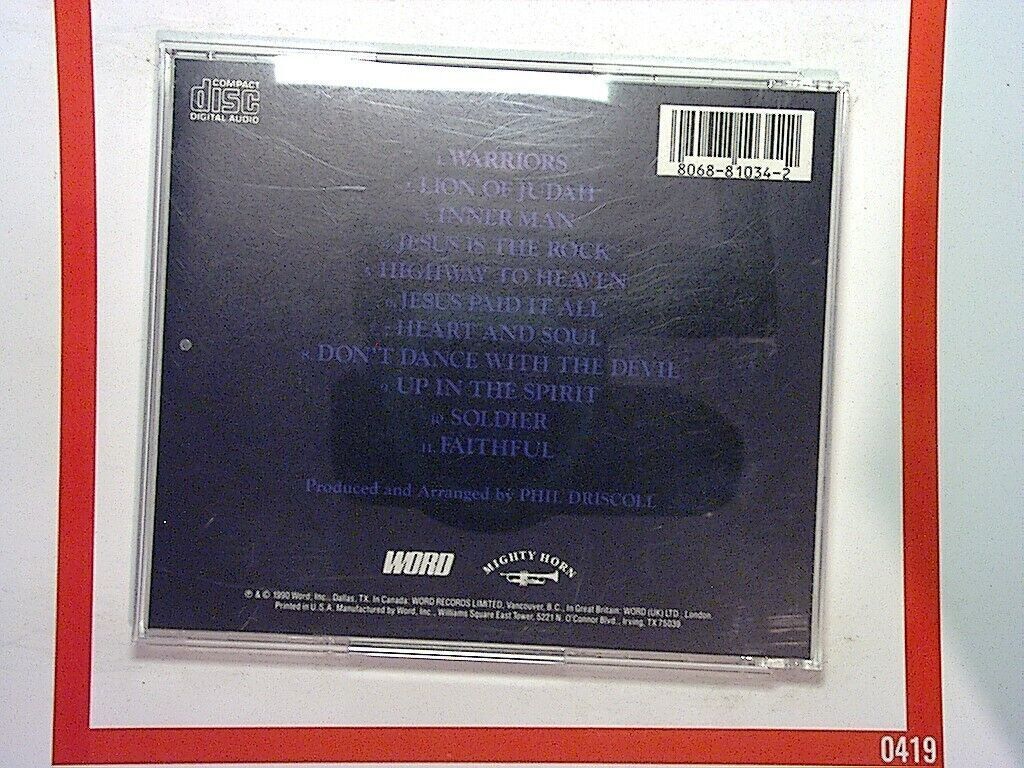 COMPACT
disc
DIGITAL AUDIO
8068-81034-2
1. WARRIORS
2. LION OF JUDAH
3. INNER MAN
4. JESUS IS THE ROCK
5. HIGHWAY TO HEAVEN
6. JESUS PAID IT ALL
7. HEART AND SOUL
8. DON'T DANCE WITH THE DEVIL
9. UP IN THE SPIRIT
10. SOLDIER
11. FAITHFUL
Produced and Arranged by PHIL DRISCOLL
WORD
MIGHTY HORN
℗ & © 1990 Word, Inc., Dallas, TX. In Canada: WORD RECORDS LIMITED, Vancouver, B.C., In Great Britain: WORD (UK) LTD., London.
Printed in U.S.A. Manufactured by Word, Inc., Williams Square East Tower, 5221 N. O'Connor Blvd., Irving, TX 75039
0419